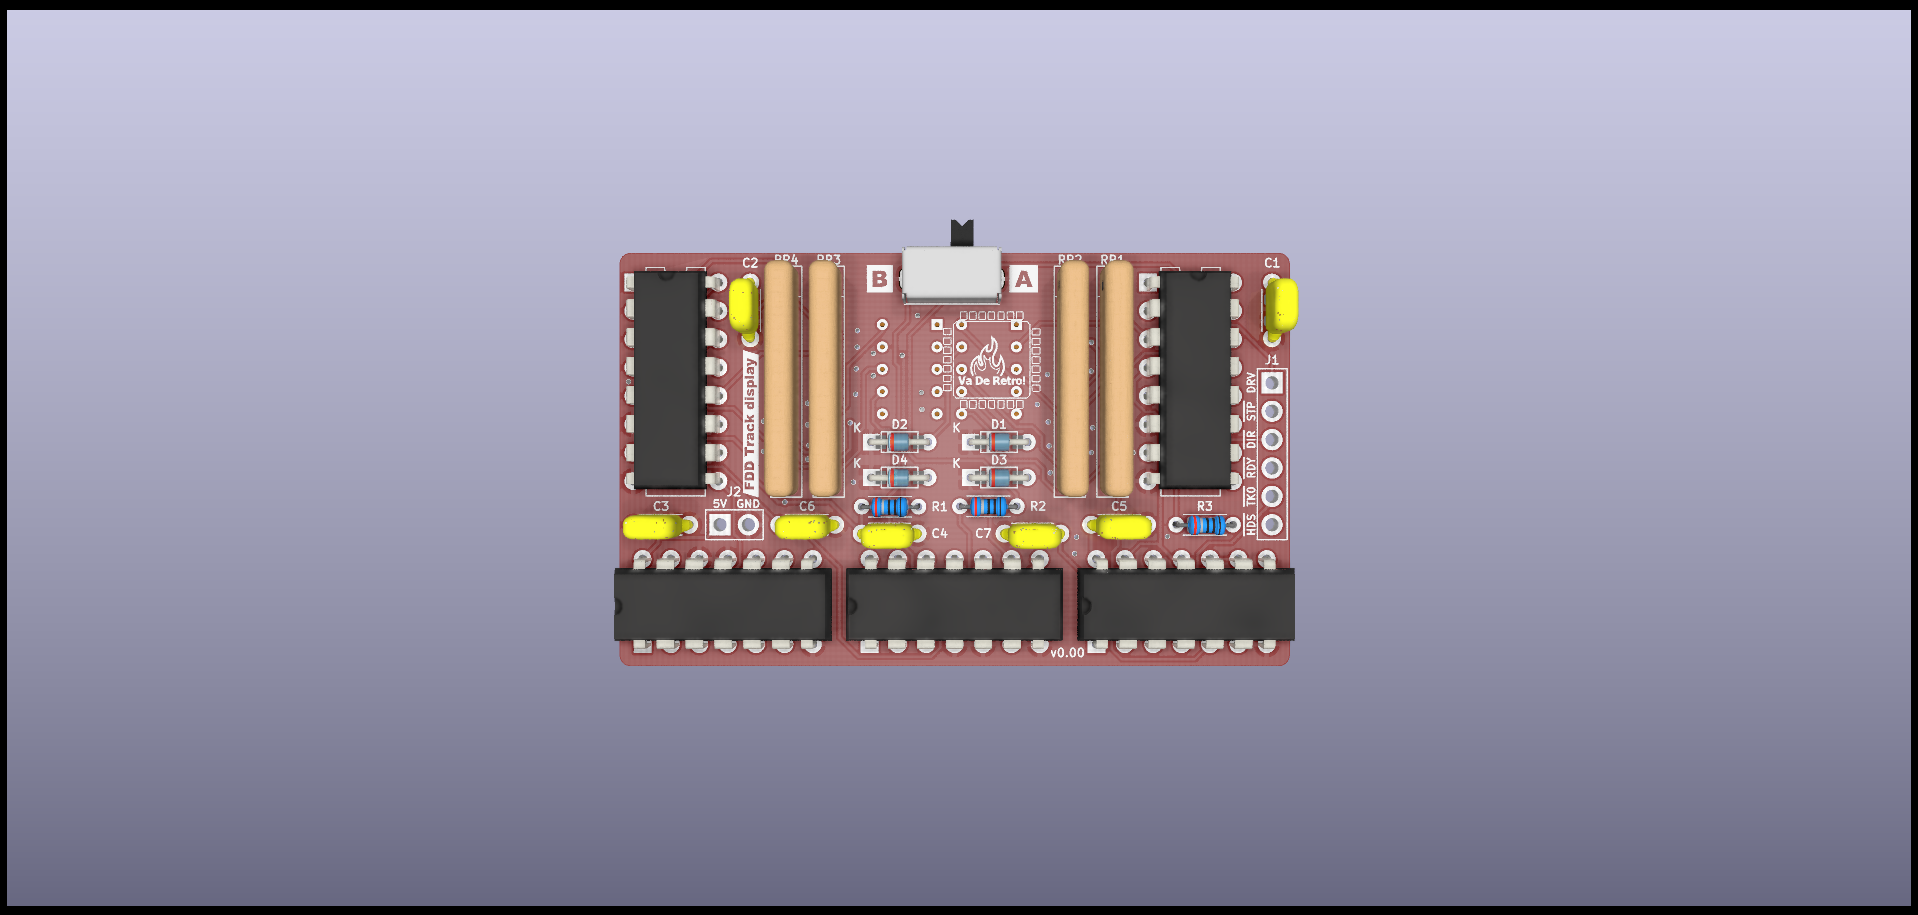 C2
RP4
RP3
B
A
RP2
RP1
C1
Va De Retro!
FDD Track display
J1
DRV
STP
DIR
RDY
TK0
HDS
K
D2
K
D1
K
D4
K
D3
J2
5V GND
C3
C6
R1
R2
C4
C7
C5
R3
v0.00